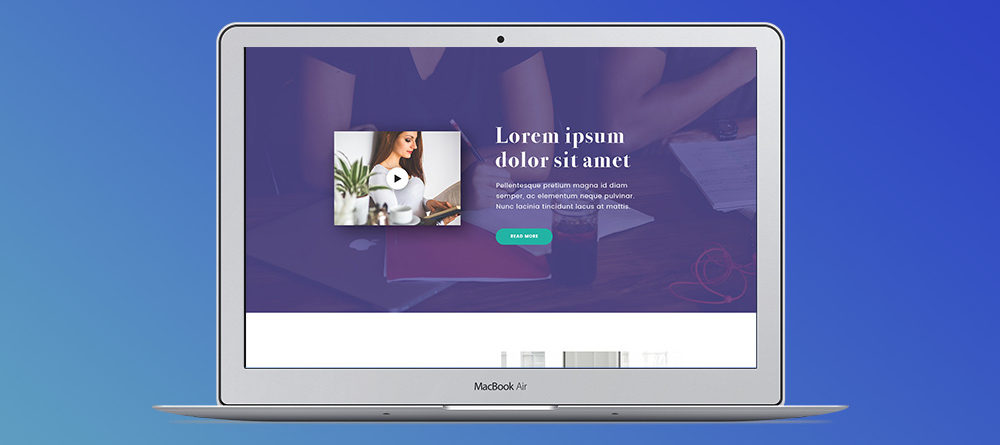 Lorem ipsum
dolor sit amet
Pellentesque pretium magna id diam
semper, ac elementum neque pulvinar.
Nunc lacinia tincidunt lacus at mattis.
READ MORE
MacBook Air